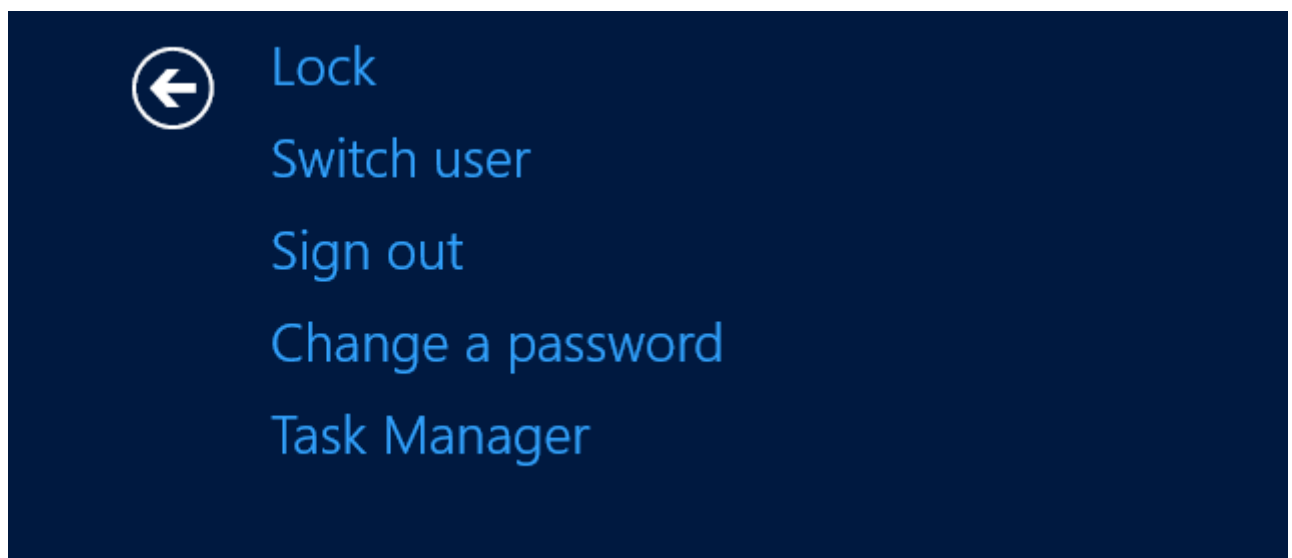 Lock
Switch user
Sign out
Change a password
Task Manager